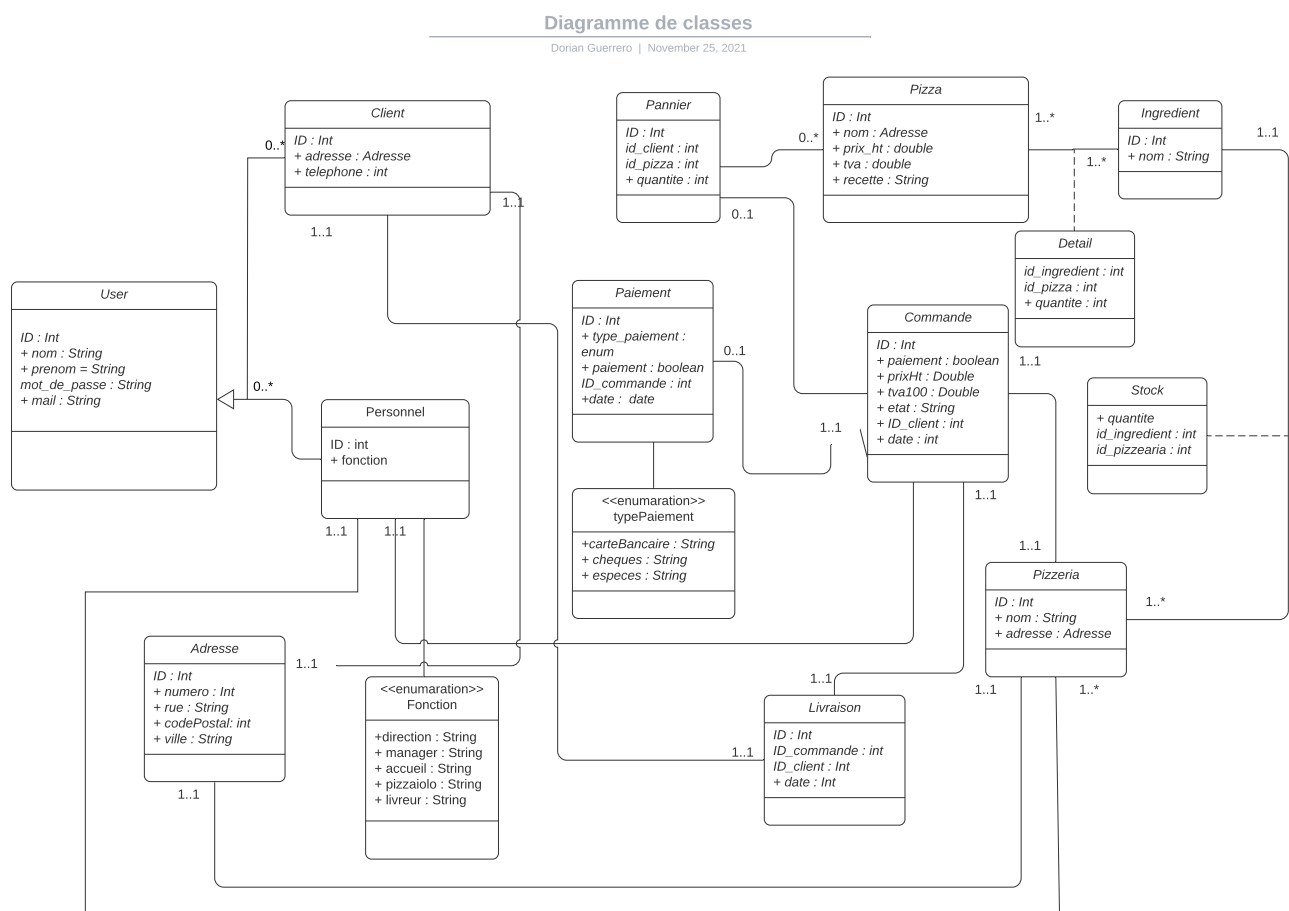 Diagramme de classes
Dorian Guerrero | November 25, 2021
Client
ID : Int
+ adresse : Adresse
+ telephone : int
0..*
1..1
1..1
Pannier
ID : Int
id_client : int
id_pizza : int
+ quantite : int
0..*
0..1
Pizza
ID : Int
+ nom : Adresse
+ prix_ht : double
+ tva : double
+ recette : String
1..*
1..*
Ingredient
ID : Int
+ nom : String
1..1
Detail
id_ingredient : int
id_pizza : int
+ quantite : int
User
ID : Int
+ nom : String
+ prenom = String
mot_de_passe : String
+ mail : String
0..*
Paiement
ID : Int
+ type_paiement :
enum
+ paiement : boolean
ID_commande : int
+date : date
0..1
1..1
Commande
ID : Int
+ paiement : boolean
+ prixHt : Double
+ tva100 : Double
+ etat : String
+ ID_client : int
+ date : int
1..1
1..1
Stock
+ quantite
id_ingredient : int
id_pizzearia : int
Personnel
ID : int
+ fonction
1..1
1..1
<<enumaration>>
typePaiement
+carteBancaire : String
+ cheques : String
+ especes : String
1..1
Pizzeria
ID : Int
+ nom : String
+ adresse : Adresse
1..*
1..1
1..*
Adresse
ID : Int
+ numero : Int
+ rue : String
+ codePostal: int
+ ville : String
1..1
1..1
<<enumaration>>
Fonction
+direction : String
+ manager : String
+ accueil : String
+ pizzaiolo : String
+ livreur : String
1..1
1..1
Livraison
ID : Int
ID_commande : int
ID_client : Int
+ date : Int